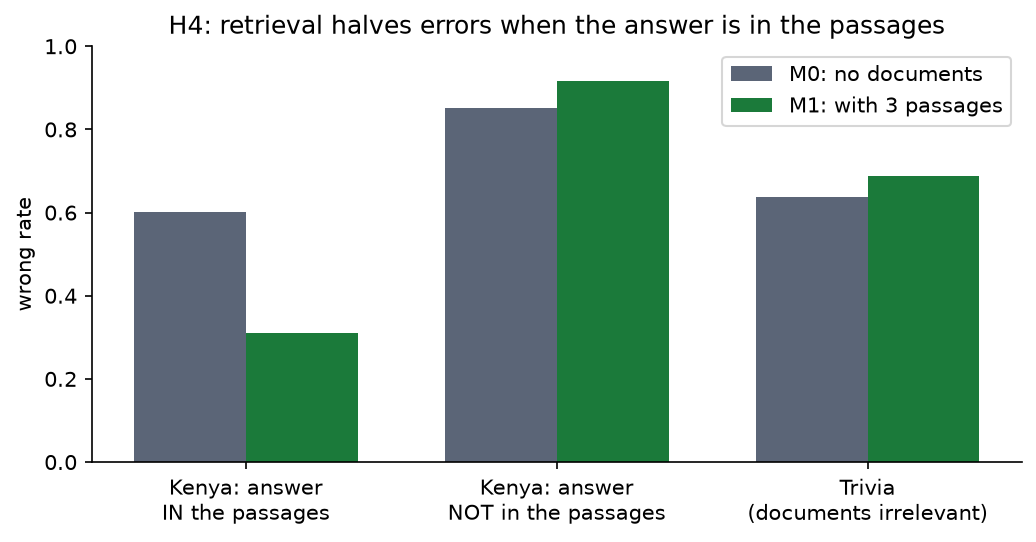 H4: retrieval halves errors when the answer is in the passages
1.0
0.8
0.6
0.4
0.2
0.0
wrong rate
M0: no documents
M1: with 3 passages
Kenya: answer
IN the passages
Kenya: answer
NOT in the passages
Trivia
(documents irrelevant)